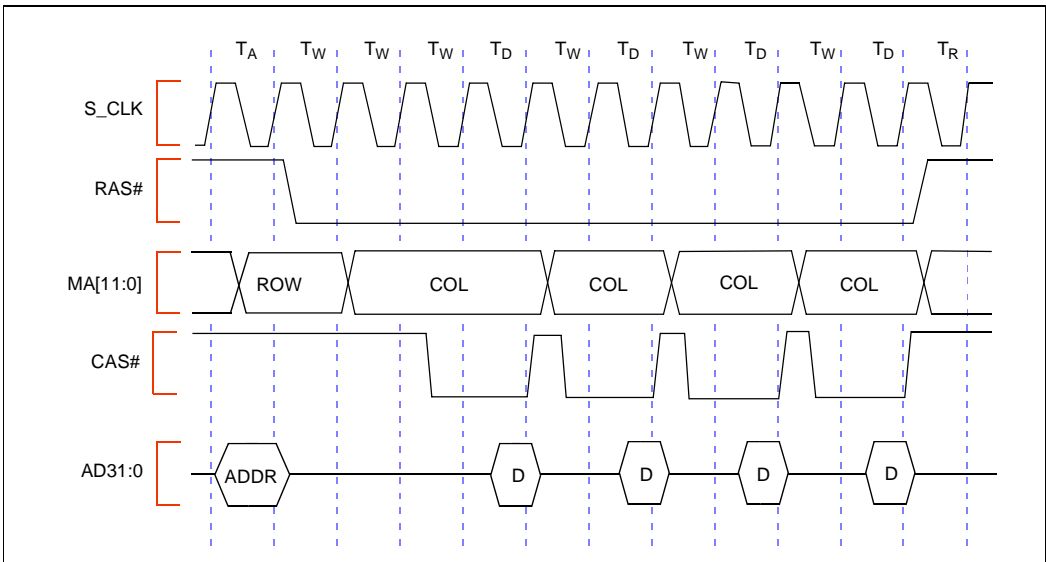 TA TW TW TW TD TW TD TW TD TW TD TR
S_CLK
RAS#
MA[11:0] ROW COL COL COL COL
CAS#
AD31:0 ADDR D D D D